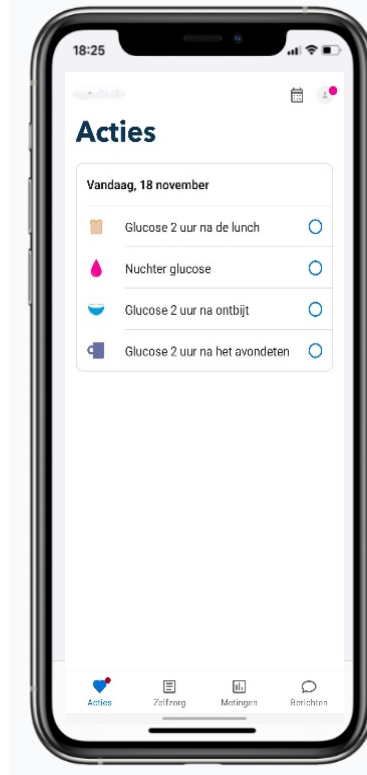 18:25
Acties
Vandaag, 18 november
Glucose 2 uur na de lunch
Nuchter glucose
Glucose 2 uur na ontbijt
Glucose 2 uur na het avondeten
Acties
Zelfzorg
Metingen
Berichten